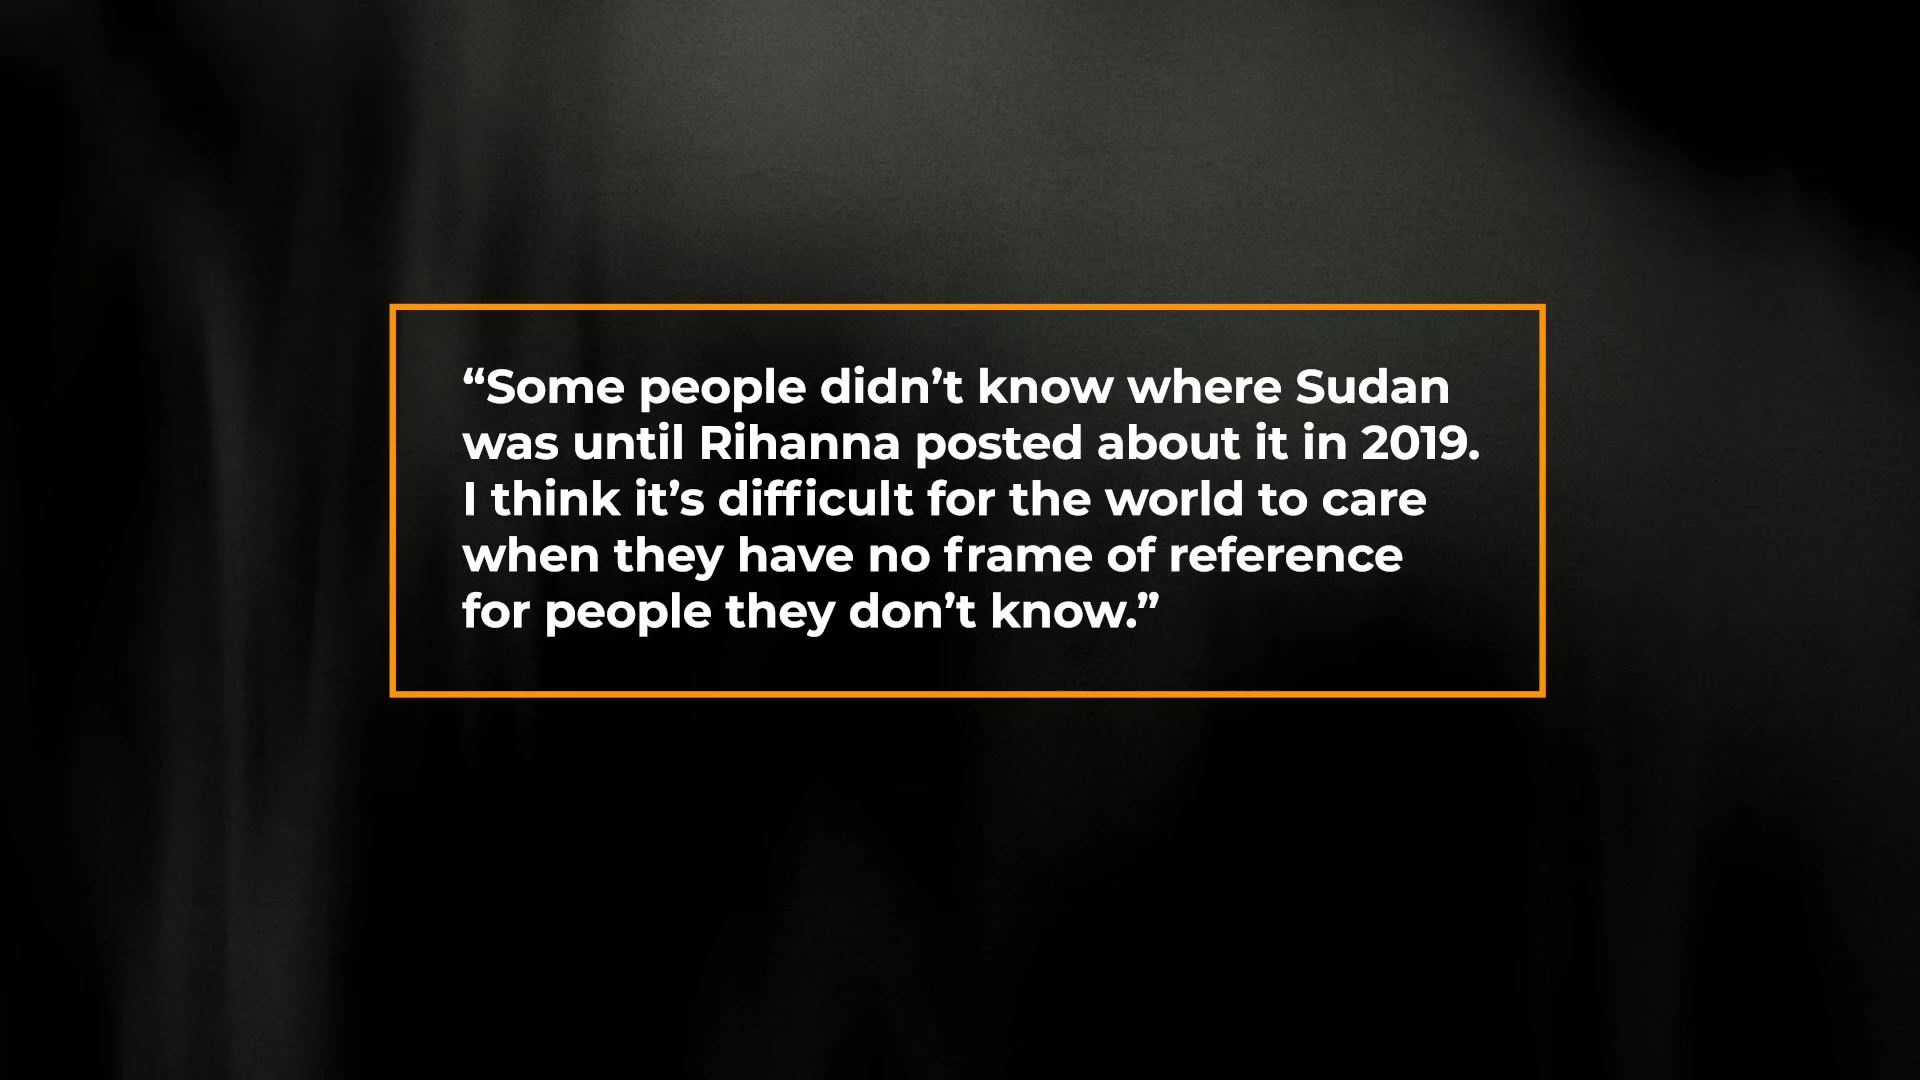 “Some people didn’t know where Sudan
was until Rihanna posted about it in 2019.
I think it’s difficult for the world to care
when they have no frame of reference
for people they don’t know.”